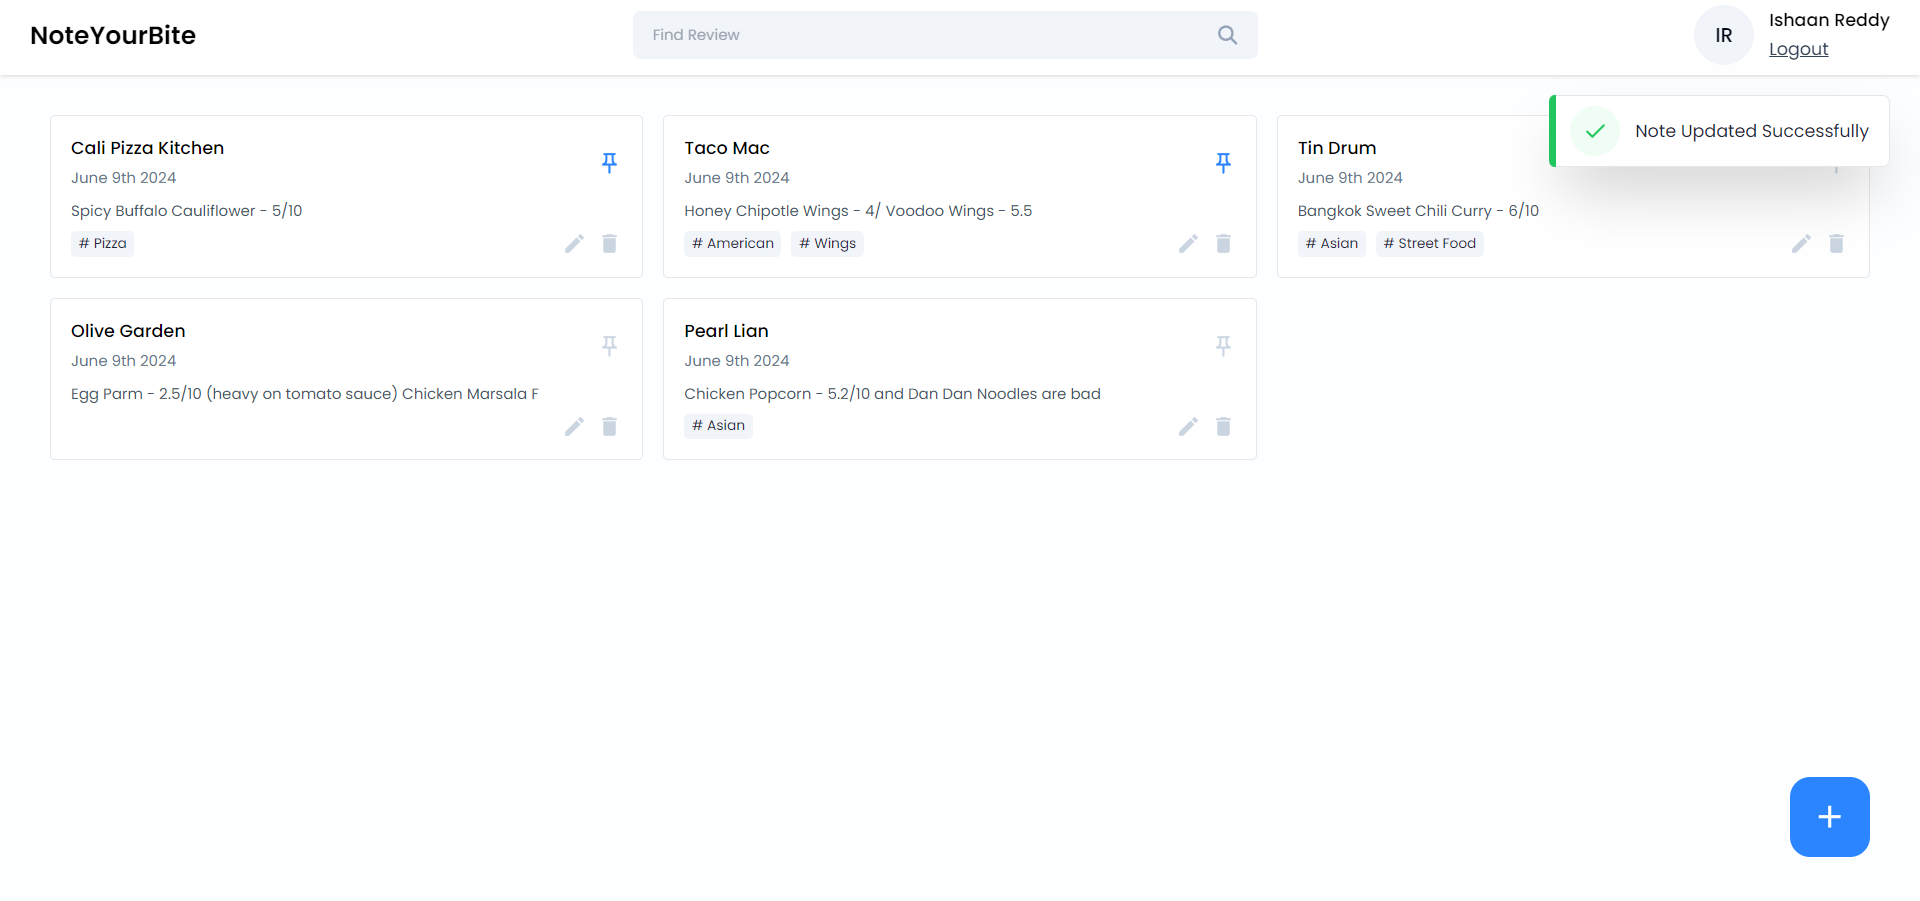 NoteYourBite
Find Review
IR
Ishaan Reddy
Logout
Note Updated Successfully
Cali Pizza Kitchen
June 9th 2024
Spicy Buffalo Cauliflower - 5/10
# Pizza
Taco Mac
June 9th 2024
Honey Chipotle Wings - 4/ Voodoo Wings - 5.5
# American # Wings
Tin Drum
June 9th 2024
Bangkok Sweet Chili Curry - 6/10
# Asian # Street Food
Olive Garden
June 9th 2024
Egg Parm - 2.5/10 (heavy on tomato sauce) Chicken Marsala F
Pearl Lian
June 9th 2024
Chicken Popcorn - 5.2/10 and Dan Dan Noodles are bad
# Asian